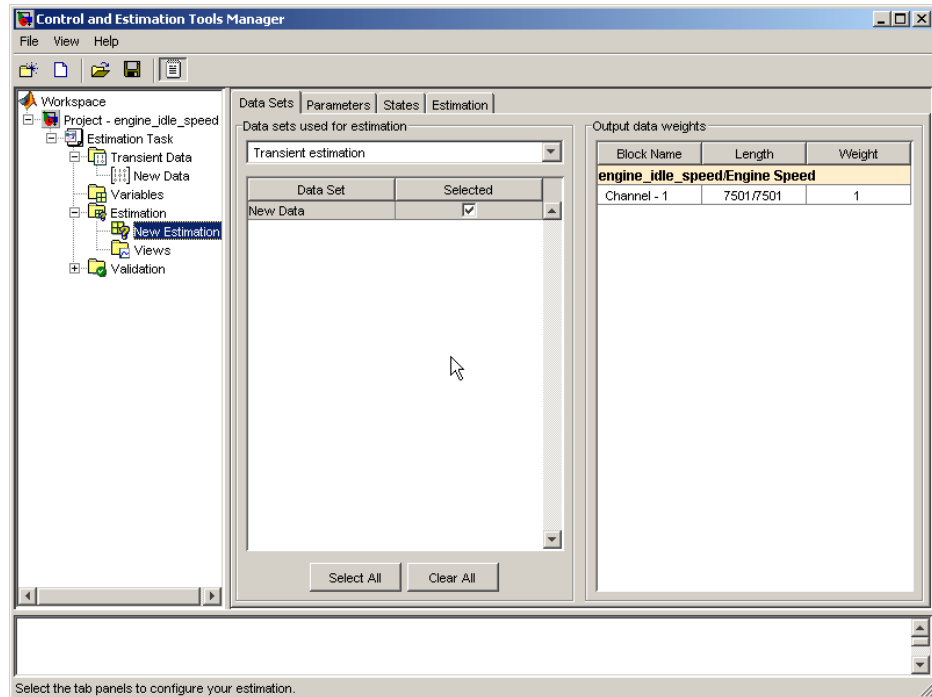 Control and Estimation Tools Manager
File View Help
Workspace
Project - engine_idle_speed
Estimation Task
Transient Data
New Data
Variables
Estimation
New Estimation
Views
Validation
Data Sets Parameters States Estimation
Data sets used for estimation
Transient estimation
Data Set Selected
New Data
Select All Clear All
Output data weights
Block Name Length Weight
engine_idle_speed/Engine Speed
Channel - 1 7501/7501 1
Select the tab panels to configure your estimation.